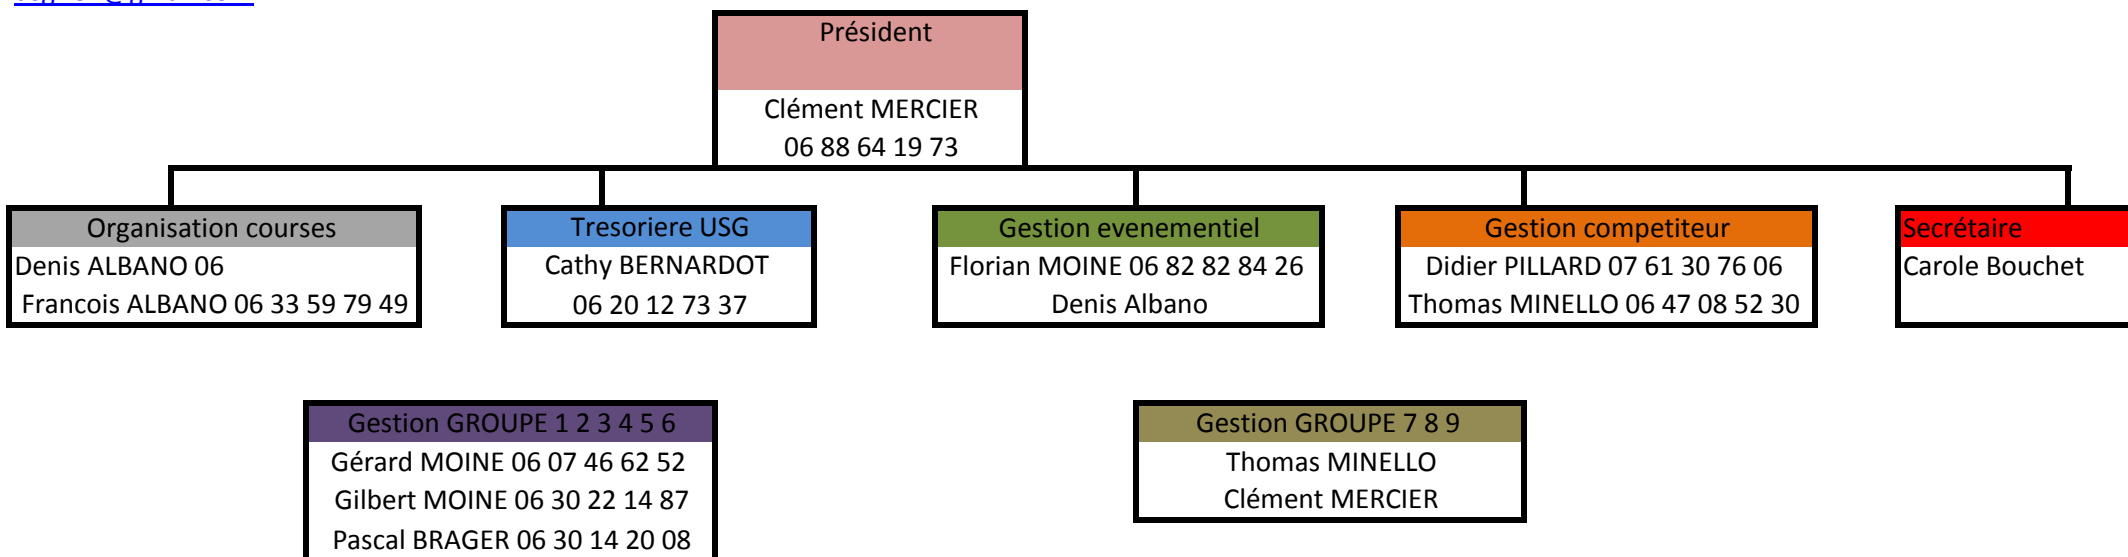 Président
Clément MERCIER
06 88 64 19 73
Organisation courses
Denis ALBANO 06
Francois ALBANO 06 33 59 79 49
Tresoriere USG
Cathy BERNARDOT
06 20 12 73 37
Gestion evenementiel
Florian MOINE 06 82 82 84 26
Denis Albano
Gestion competiteur
Didier PILLARD 07 61 30 76 06
Thomas MINELLO 06 47 08 52 30
Secrétaire
Carole Bouchet
Gestion GROUPE 1 2 3 4 5 6
Gérard MOINE 06 07 46 62 52
Gilbert MOINE 06 30 22 14 87
Pascal BRAGER 06 30 14 20 08
Gestion GROUPE 7 8 9
Thomas MINELLO
Clément MERCIER